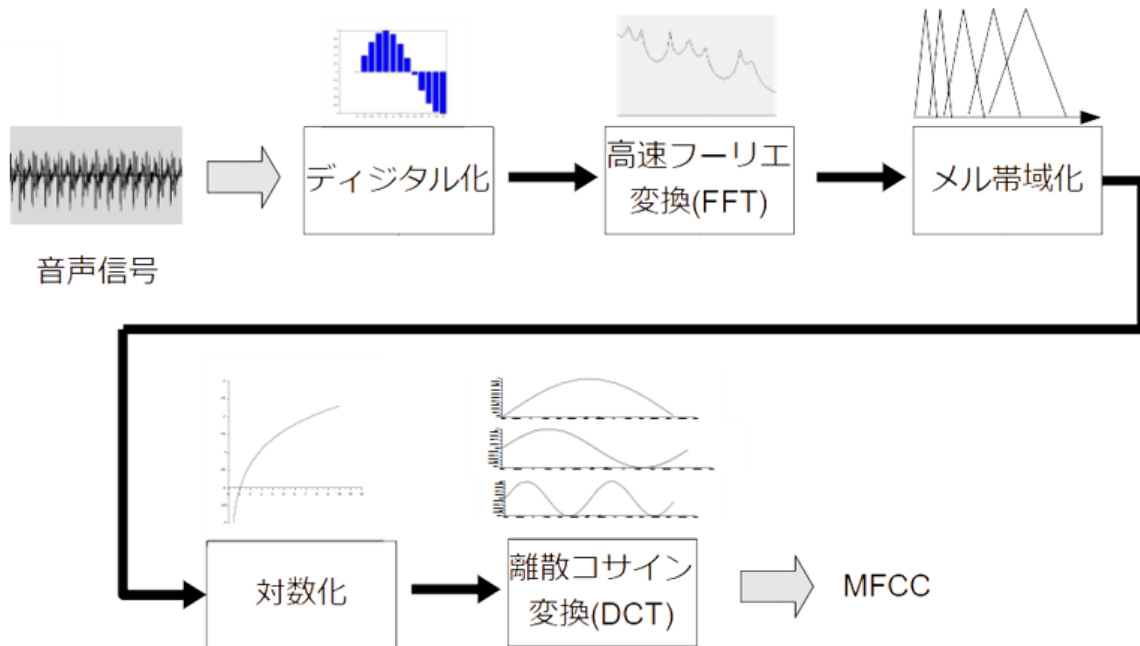 音声信号
ディジタル化
高速フーリエ
変換(FFT)
メル帯域化
対数化
離散コサイン
変換(DCT)
MFCC